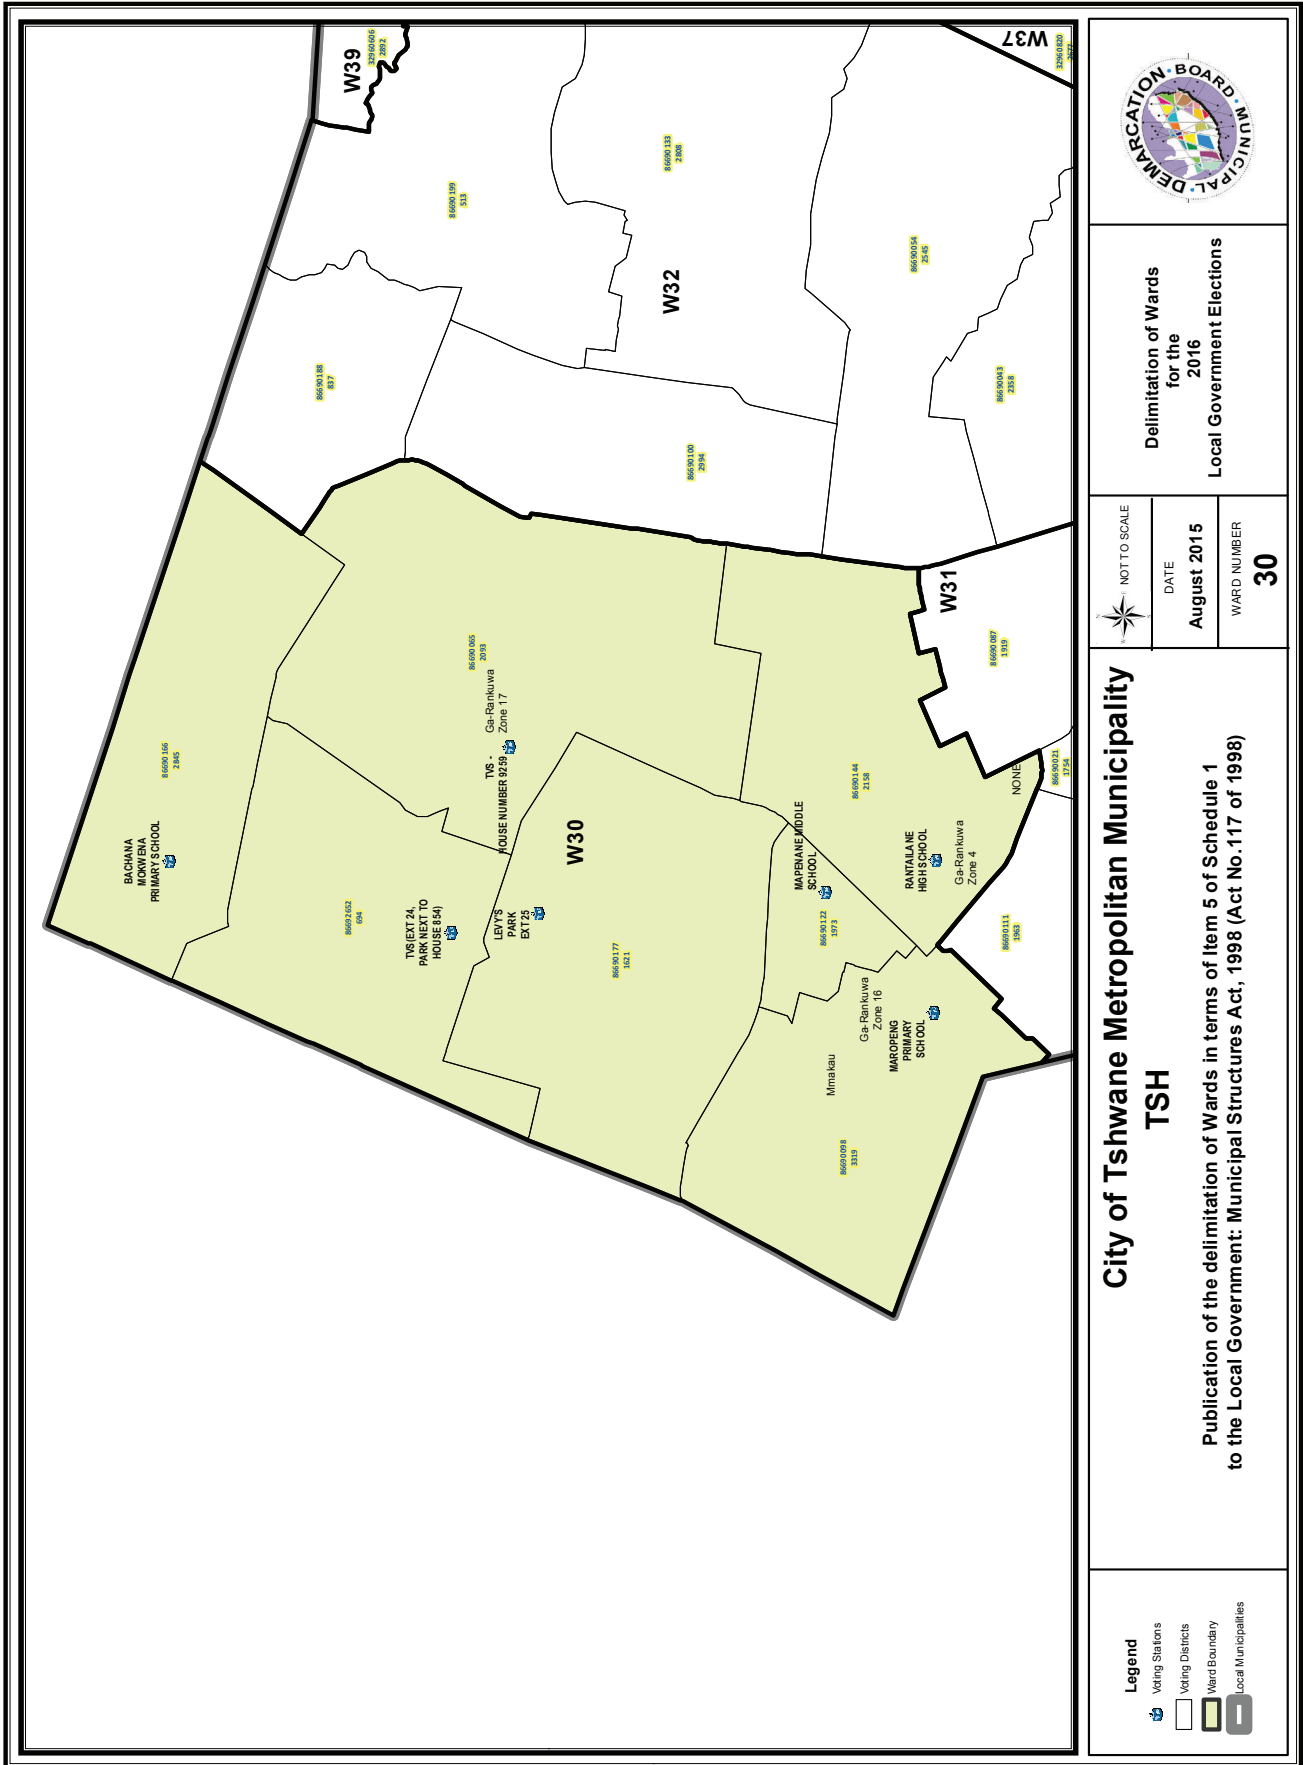 W39
32960606
2892
W37
32960820
86690199
513
86690133
2808
W32
86690054
2545
86690188
837
86690100
2994
86690043
2358
W31
86690087
1919
86690021
1754
NONE
86690166
2845
BACHANA
MOKWENA
PRIMARY SCHOOL
86690065
2093
Ga-Rankuwa
Zone 17
TVS -
HOUSE NUMBER 9259
W30
86692652
694
TVS(EXT 24,
PARK NEXT TO
HOUSE 854)
LEVY'S
PARK
EXT 25
86690177
1621
86690144
2158
MAPENANE MIDDLE
SCHOOL
RANTAILANE
HIGH SCHOOL
Ga-Rankuwa
Zone 4
86690122
1973
86690111
1963
Ga-Rankuwa
Zone 16
MAROPENG
PRIMARY
SCHOOL
Mmakau
86690098
3319
Legend
Voting Stations
Voting Districts
Ward Boundary
Local Municipalities
City of Tshwane Metropolitan Municipality
TSH
Publication of the delimitation of Wards in terms of Item 5 of Schedule 1
to the Local Government: Municipal Structures Act, 1998 (Act No.117 of 1998)
N
W
E
S
NOT TO SCALE
DATE
August 2015
WARD NUMBER
30
Delimitation of Wards
for the
2016
Local Government Elections
MUNICIPAL · DEMARCATION · BOARD ·